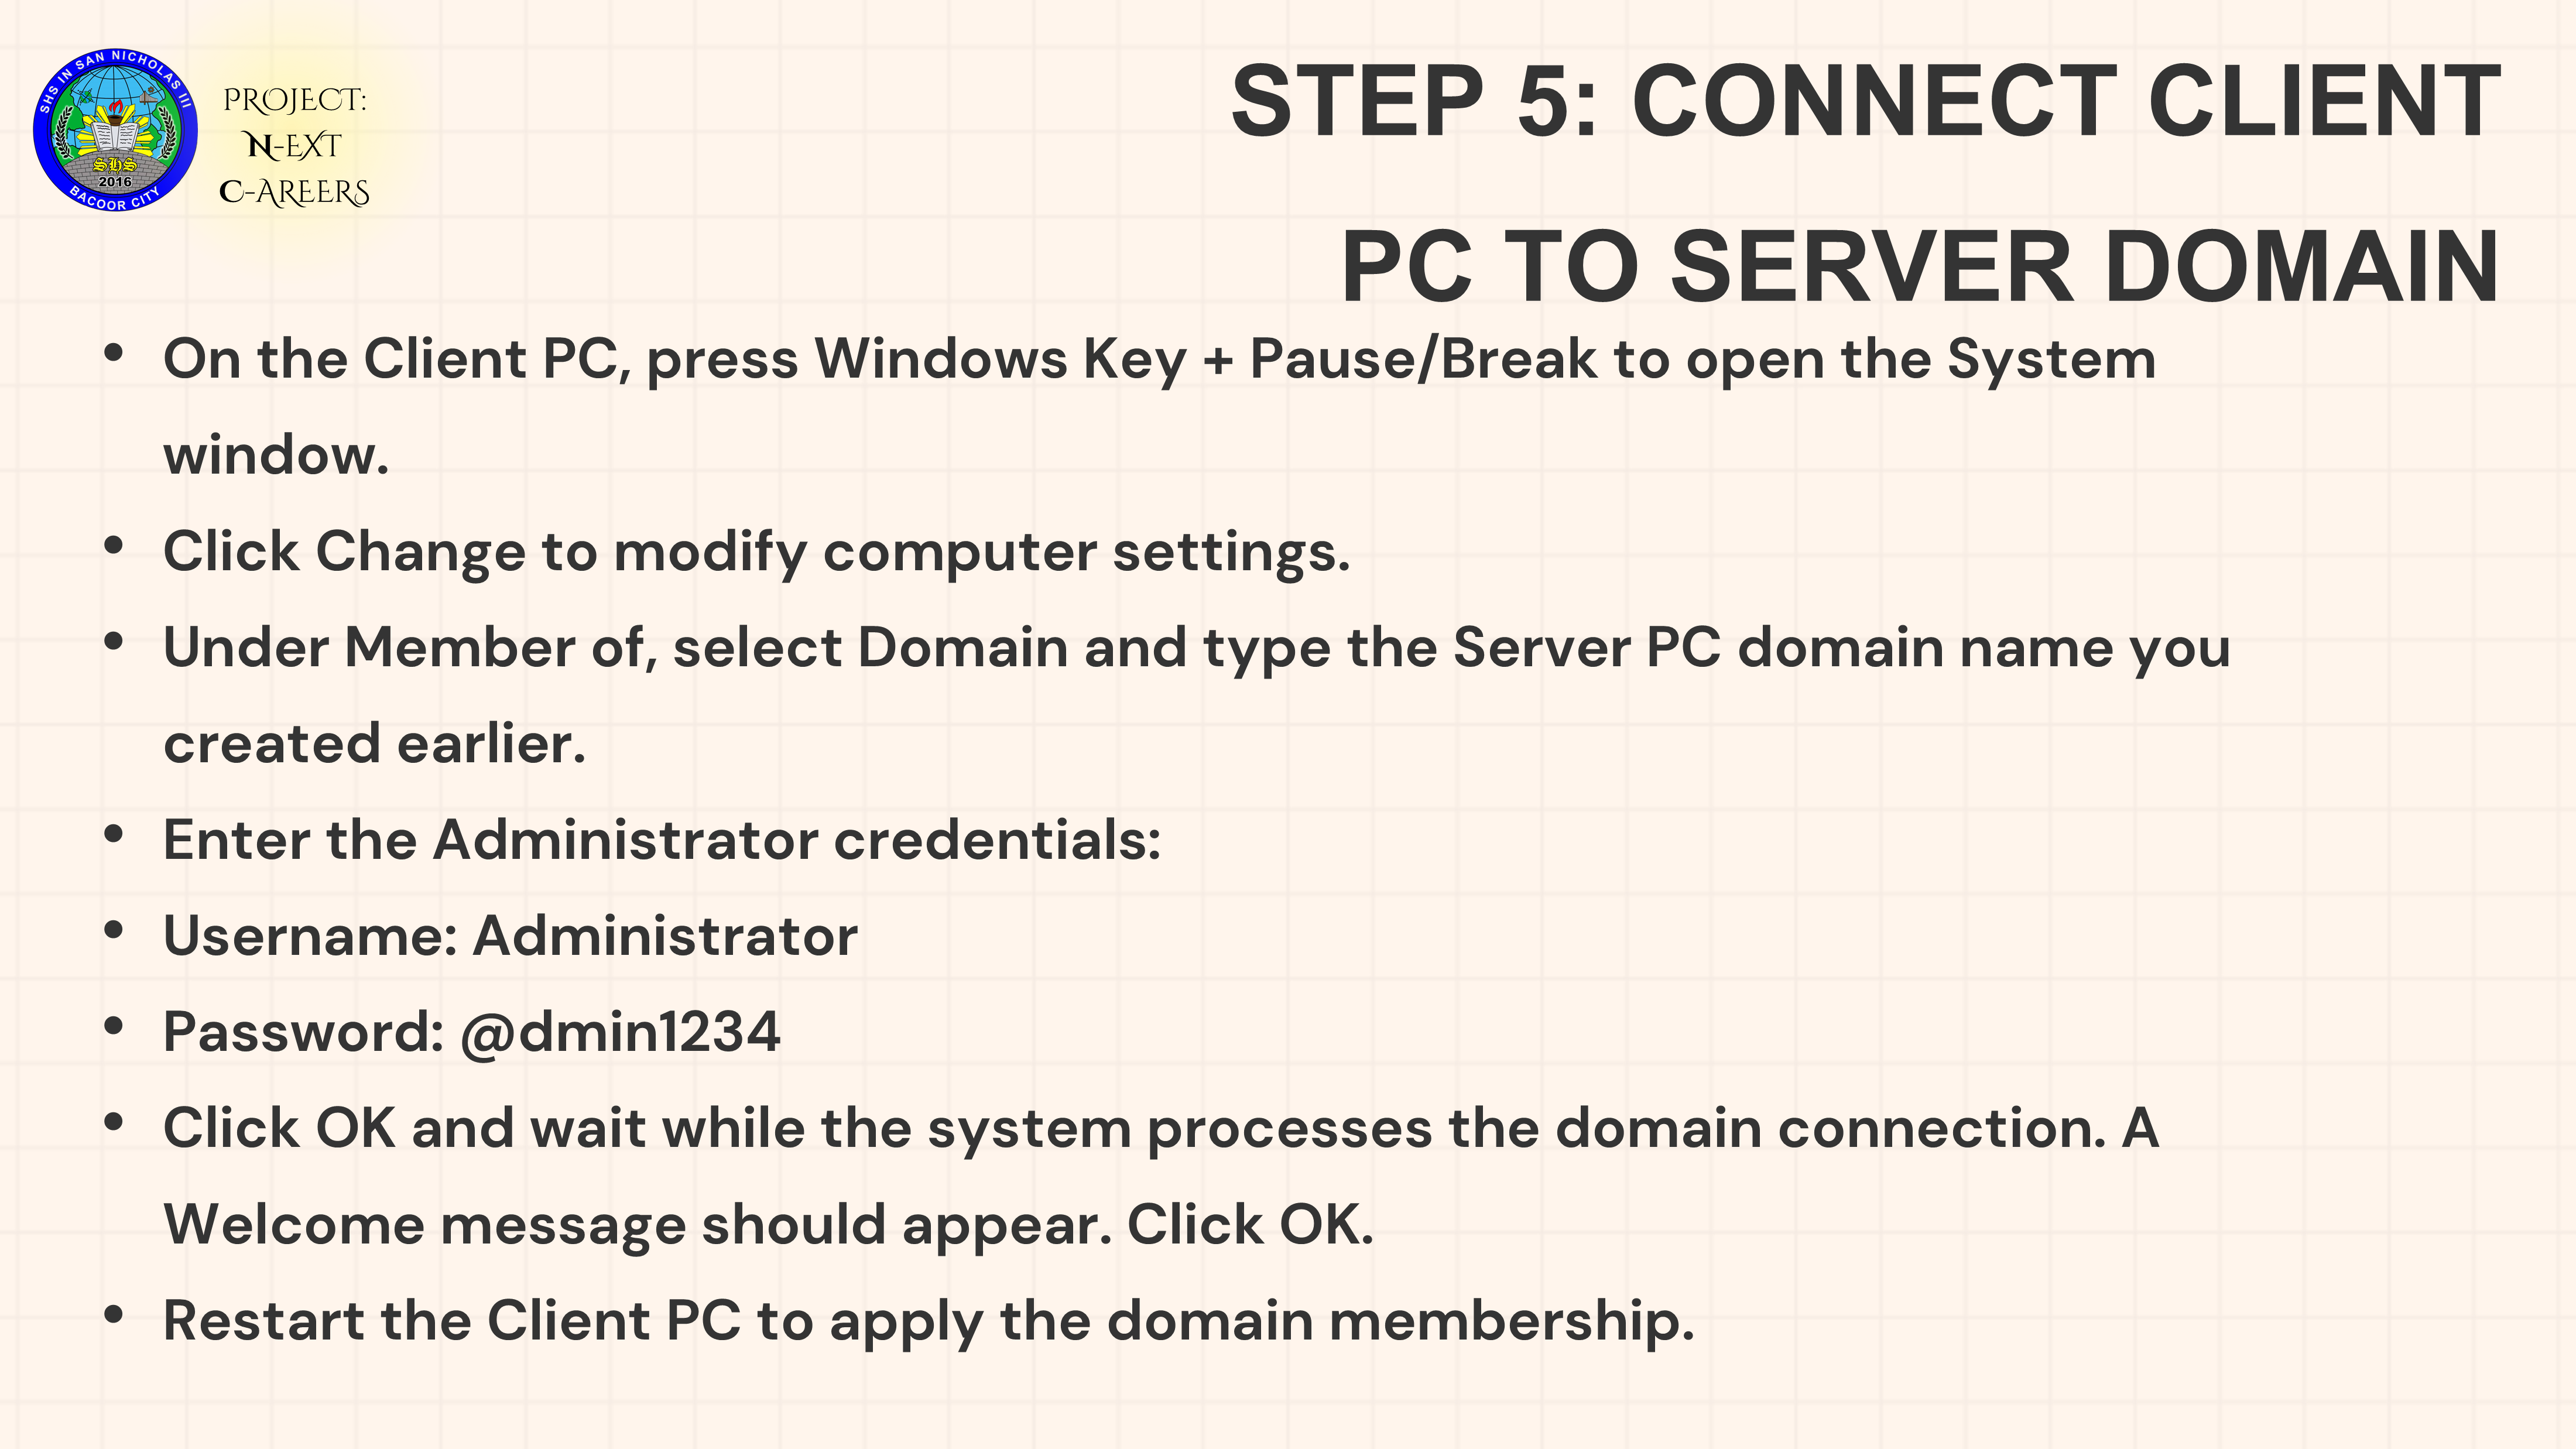 SHS IN SAN NICHOLAS III
SHS
2016
BACOOR CITY
PROJECT:
N-EXT
C-AREERS
STEP 5: CONNECT CLIENT
PC TO SERVER DOMAIN
• On the Client PC, press Windows Key + Pause/Break to open the System
window.
• Click Change to modify computer settings.
• Under Member of, select Domain and type the Server PC domain name you
created earlier.
• Enter the Administrator credentials:
• Username: Administrator
• Password: @dmin1234
• Click OK and wait while the system processes the domain connection. A
Welcome message should appear. Click OK.
• Restart the Client PC to apply the domain membership.